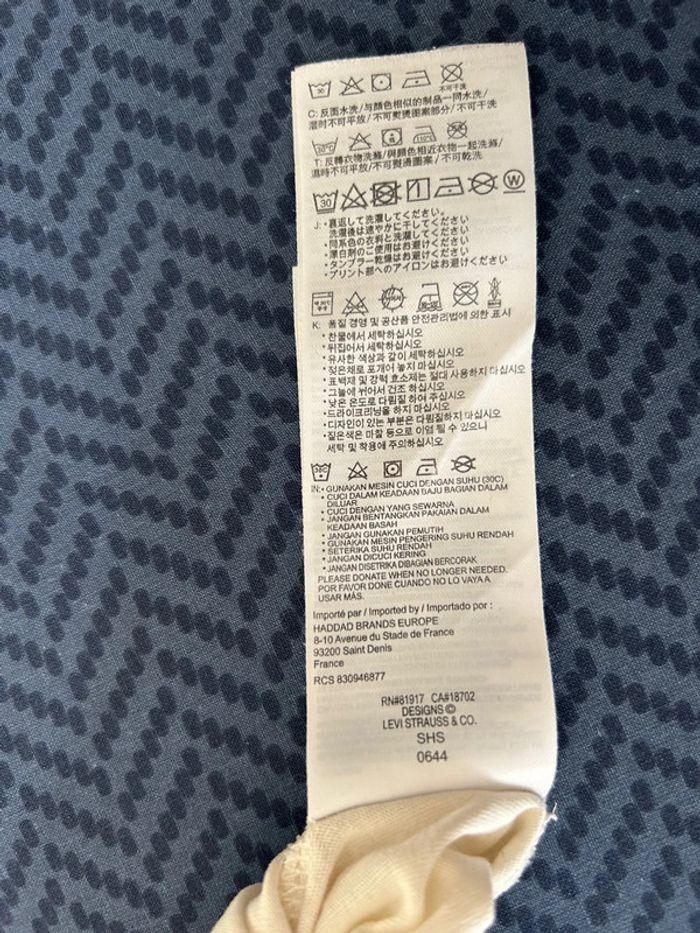 30
不可干洗
C: 反面水洗/与颜色相似的制品一同水洗/
湿时不可平放/不可熨烫图案部分/不可干洗
30°C
110°C
T: 反轉衣物洗滌/與顏色相近衣物一起洗滌/
濕時不可平放/不可熨燙圖案/不可乾洗
30
W
J: •裏返して洗濯してください。
洗濯後は速やかに干してください
•同系色の衣料と洗濯してください
•漂白剤のご使用はお避けください
•タンブラー乾燥はお避けください
•プリント部へのアイロンはお避けください
K: 품질 경영 및 공산품 안전관리법에 의한 표시
•찬물에서 세탁하십시오
•뒤집어서 세탁하십시오
•유사한 색상과 같이 세탁하십시오
•젖은채로 포개어 놓지 마십시오
•표백재 및 강력 효소제는 절대 사용하지 마십시오
•그늘에 뉘어서 건조 하십시오
•낮은 온도로 다림질 하여 주십시오
•드라이크리닝을 하지 마십시오
•디자인이 있는 부분은 다림질하지 마십시오
•짙은색은 마찰 등으로 이염 될 수 있으니
세탁 및 착용에 주의하십시오
IN: • GUNAKAN MESIN CUCI DENGAN SUHU (30C)
• CUCI DALAM KEADAAN BAJU BAGIAN DALAM
DILUAR
• CUCI DENGAN YANG SEWARNA
• JANGAN BENTANGKAN PAKAIAN DALAM
KEADAAN BASAH
• JANGAN GUNAKAN PEMUTIH
• GUNAKAN MESIN PENGERING SUHU RENDAH
• SETERIKA SUHU RENDAH
• JANGAN DICUCI KERING
• JANGAN DISETRIKA DIBAGIAN BERCORAK
PLEASE DONATE WHEN NO LONGER NEEDED.
POR FAVOR DONE CUANDO NO LO VAYA A
USAR MÁS.
Importé par / Imported by / Importado por :
HADDAD BRANDS EUROPE
8-10 Avenue du Stade de France
93200 Saint Denis
France
RCS 830946877
RN#81917 CA#18702
DESIGNS ©
LEVI STRAUSS & CO.
SHS
0644